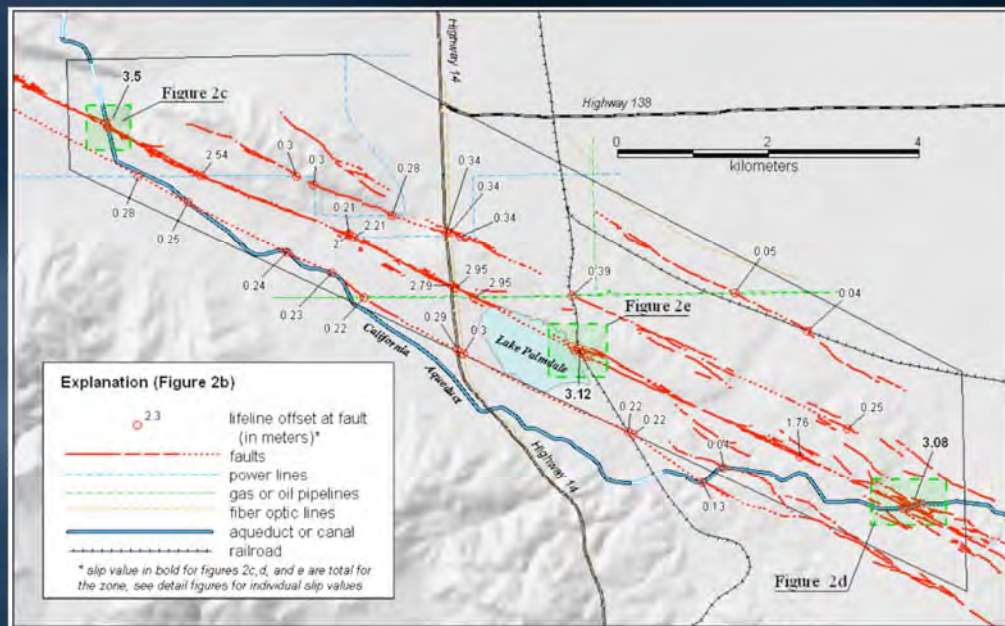 Highway 14
3.5
Figure 2c
Highway 138
0 2 4
kilometers
0.3
0.3
2.54
0.28
0.34
0.34
0.34
0.28
0.25
0.21
2.21
2
0.05
0.04
0.24
0.23
0.22
2.95
2.79
2.95
0.39
Figure 2e
California
Aqueduct
0.29
0.3
Lake Palmdale
3.12
0.22
0.22
0.25
1.76
0.04
0.13
3.08
Highway 14
Figure 2d
Explanation (Figure 2b)
2.3
lifeline offset at fault
(in meters)*
faults
power lines
gas or oil pipelines
fiber optic lines
aqueduct or canal
railroad
* slip value in bold for figures 2c,d, and e are total for
the zone, see detail figures for individual slip values